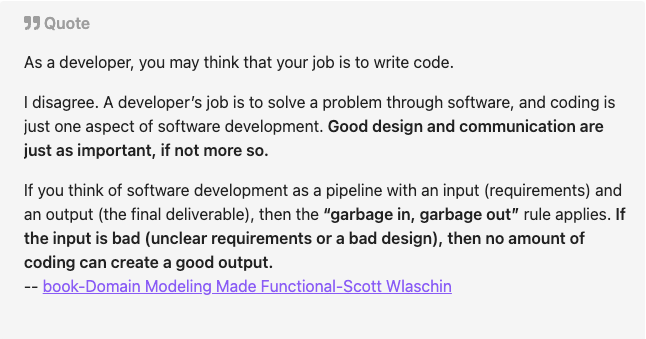 Quote
As a developer, you may think that your job is to write code.
I disagree. A developer’s job is to solve a problem through software, and coding is
just one aspect of software development. Good design and communication are
just as important, if not more so.
If you think of software development as a pipeline with an input (requirements) and
an output (the final deliverable), then the “garbage in, garbage out” rule applies. If
the input is bad (unclear requirements or a bad design), then no amount of
coding can create a good output.
-- book-Domain Modeling Made Functional-Scott Wlaschin